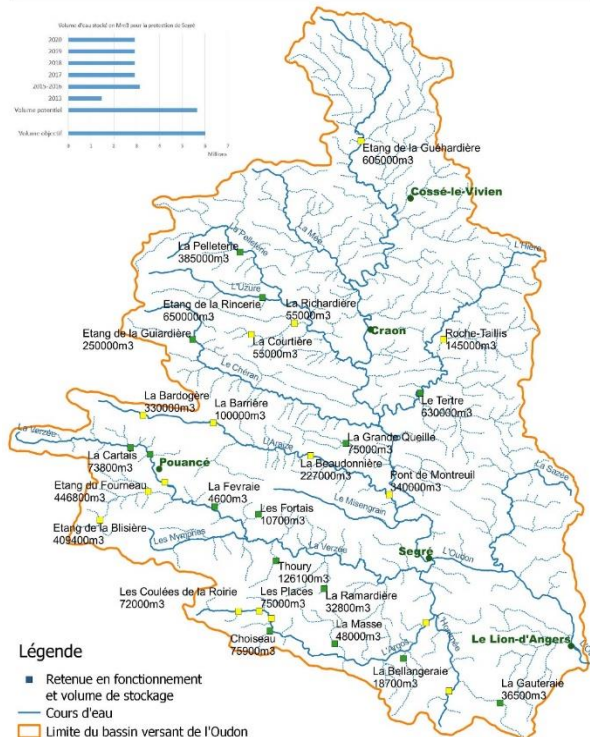 Volume d'eau stocké en Mm3 pour la protection de Segré
2020
2019
2018
2017
2015-2016
2013
Volume potentiel
Volume objectif
0 1 2 3 4 5 6 7
Millions
Etang de la Guéhardière
605000m3
Cossé-le-Vivien
L'Hière
La Pelleterie
La Mée
La Pelleterie
385000m3
L'Uzure
Etang de la Rincerie
650000m3
La Richardière
55000m3
Etang de la Guiardière
250000m3
La Courtière
55000m3
Craon
Roche-Taillis
145000m3
Le Chéran
Le Tertre
630000m3
La Bardogère
330000m3
La Barrière
100000m3
La Verzée
L'Araize
La Grande Queille
75000m3
La Cartais
73800m3
Pouancé
La Beaudonnière
227000m3
La Sazée
Etang du Fourneau
446800m3
La Fevraie
4600m3
Le Misengrain
Pont de Montreuil
340000m3
Les Fortais
10700m3
Etang de la Blisière
409400m3
Les Nymphes
La Verzée
Segré
L'Oudon
Thoury
126100m3
Les Coulées de la Roirie
72000m3
Les Places
75000m3
La Ramardière
32800m3
Choiseau
75900m3
La Masse
48000m3
L'Argos
L'Hommée
Le Lion-d'Angers
La Bellangeraie
18700m3
La Gauteraie
36500m3
Légende
Retenue en fonctionnement
et volume de stockage
Cours d'eau
Limite du bassin versant de l'Oudon